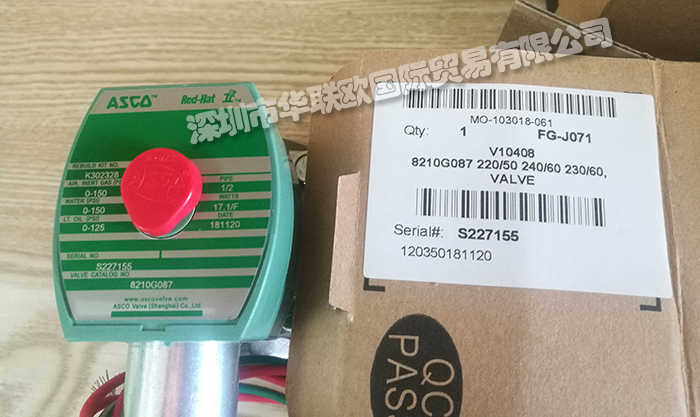 深圳市华联欧国际贸易有限公司
ASCO™ Red-Hat II™
REBUILD KIT NO.
K302328
AIR, INERT GAS (PSI)
0-150
WATER (PSI)
0-150
LT. OIL (PSI)
0-125
PIPE
1/2
WATTS
17.1/F
DATE
181120
SERIAL NO.
S227155
VALVE CATALOG NO.
8210G087
www.ascovalve.com
ASCO Valve (Shanghai) Co.,Ltd.
MO-103018-061
Qty: 1 FG-J071
V10408
8210G087 220/50 240/60 230/60,
VALVE
Serial#: S227155
120350181120
QC
PAS